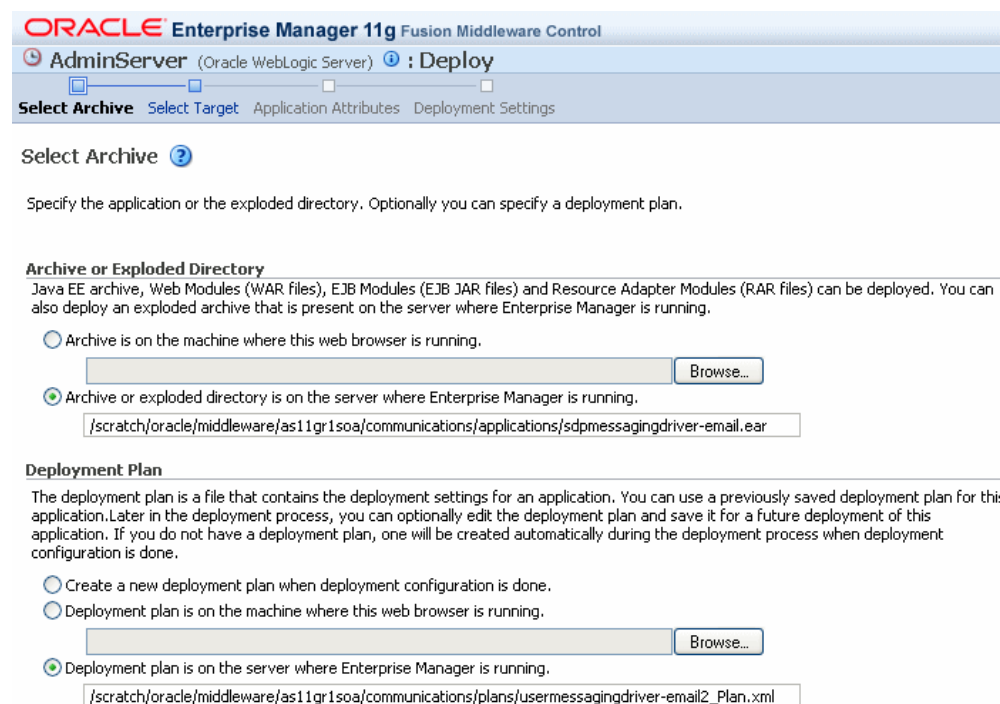 ORACLE Enterprise Manager 11g Fusion Middleware Control
AdminServer (Oracle WebLogic Server) : Deploy
Select Archive Select Target Application Attributes Deployment Settings
Select Archive
Specify the application or the exploded directory. Optionally you can specify a deployment plan.
Archive or Exploded Directory
Java EE archive, Web Modules (WAR files), EJB Modules (EJB JAR files) and Resource Adapter Modules (RAR files) can be deployed. You can
also deploy an exploded archive that is present on the server where Enterprise Manager is running.
Archive is on the machine where this web browser is running.
Browse...
Archive or exploded directory is on the server where Enterprise Manager is running.
/scratch/oracle/middleware/as11gr1soa/communications/applications/sdpmessagingdriver-email.ear
Deployment Plan
The deployment plan is a file that contains the deployment settings for an application. You can use a previously saved deployment plan for this
application.Later in the deployment process, you can optionally edit the deployment plan and save it for a future deployment of this
application. If you do not have a deployment plan, one will be created automatically during the deployment process when deployment
configuration is done.
Create a new deployment plan when deployment configuration is done.
Deployment plan is on the machine where this web browser is running.
Browse...
Deployment plan is on the server where Enterprise Manager is running.
/scratch/oracle/middleware/as11gr1soa/communications/plans/usermessagingdriver-email2_Plan.xml